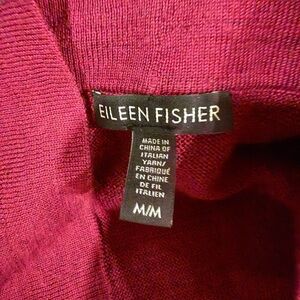 EILEEN FISHER
MADE IN
CHINA OF
ITALIAN
YARN/
FABRIQUÉ
EN CHINE
DE FIL
ITALIEN
M/M